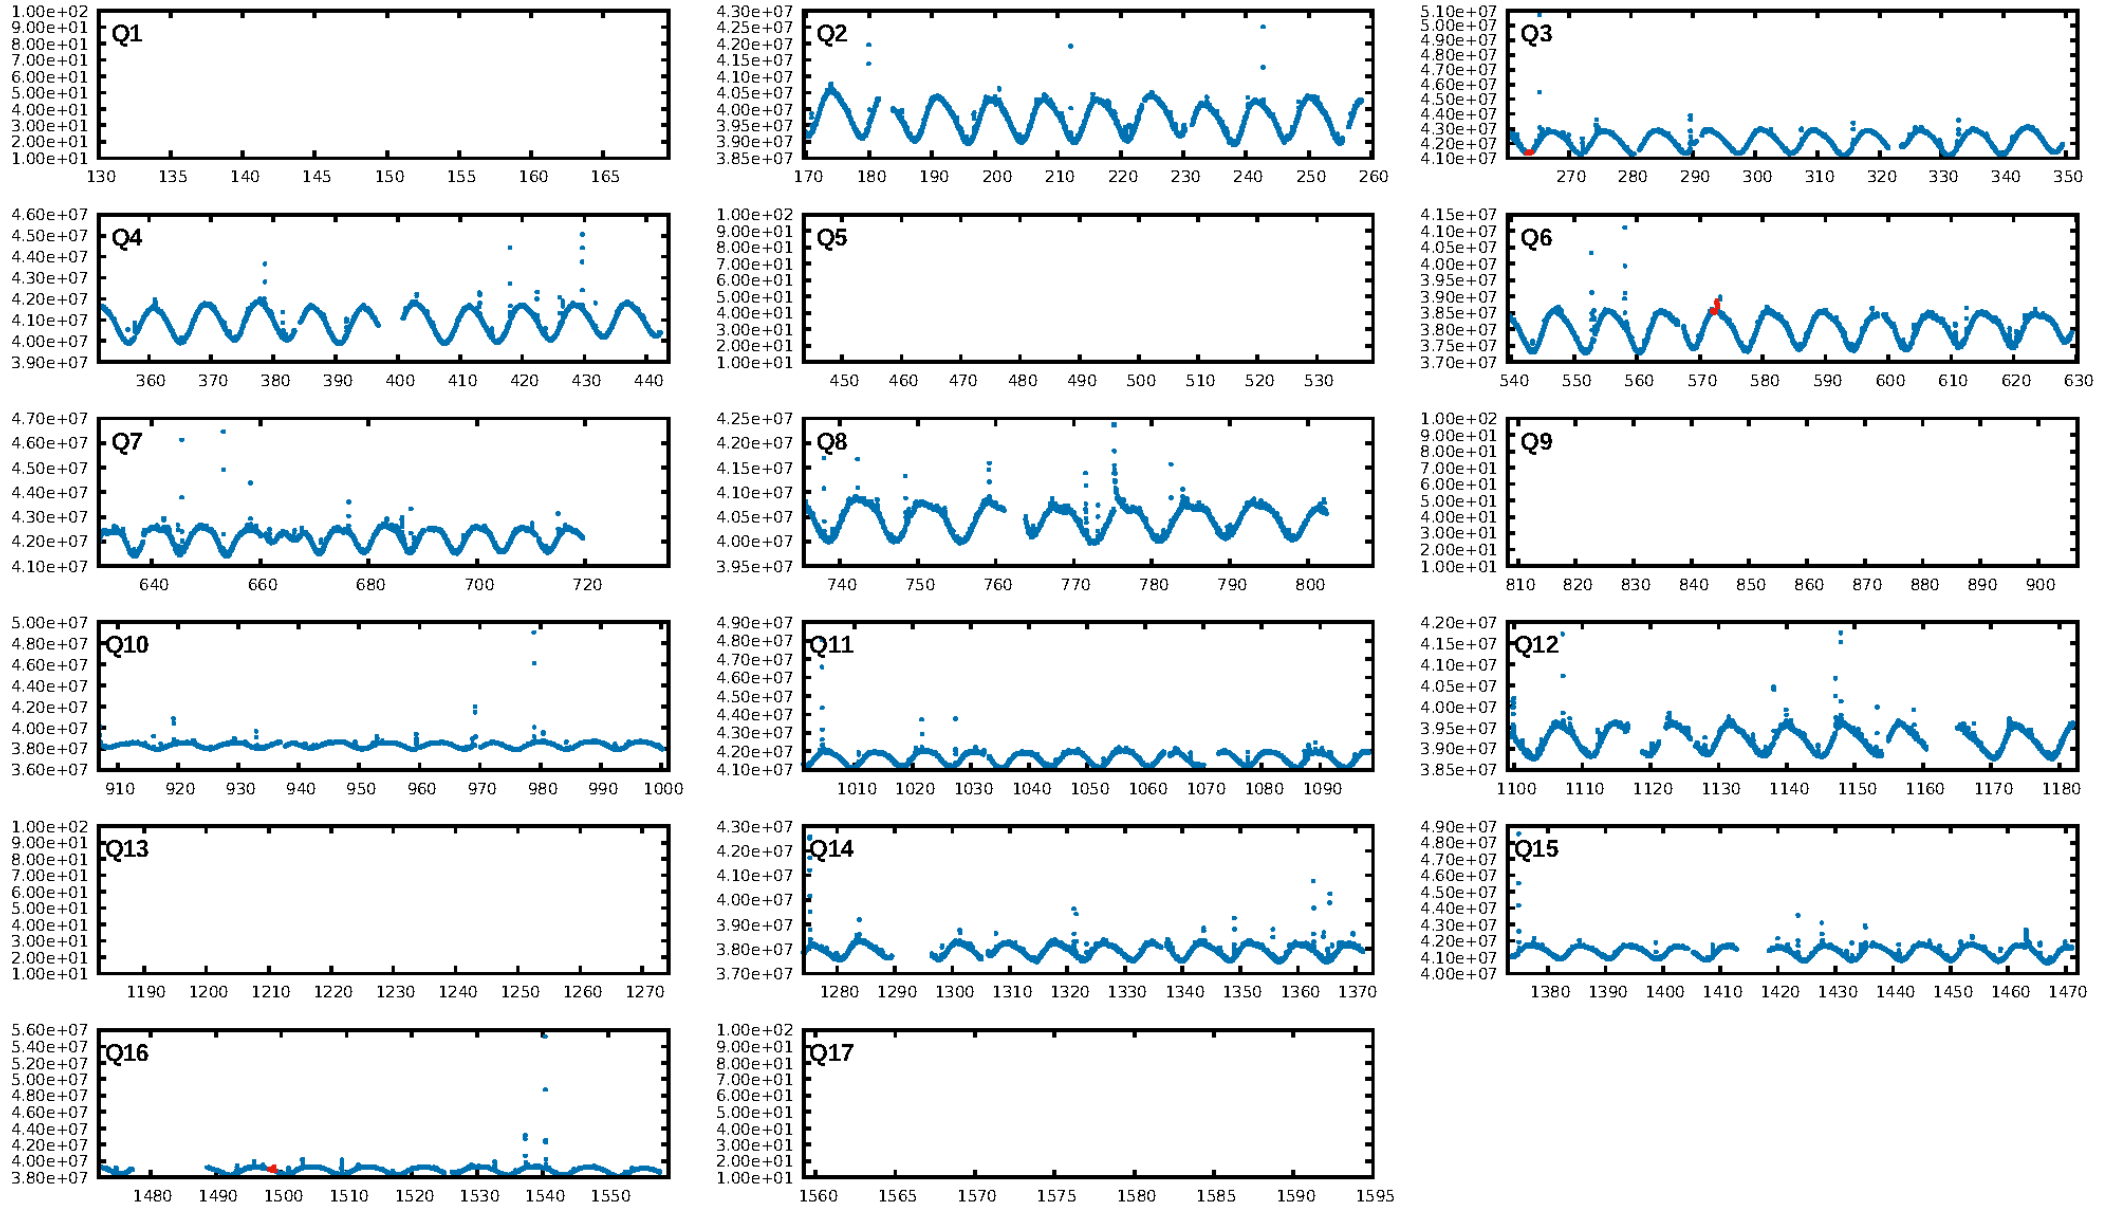 1.00e+02
9.00e+01
8.00e+01
7.00e+01
6.00e+01
5.00e+01
4.00e+01
3.00e+01
2.00e+01
1.00e+01
Q1
130 135 140 145 150 155 160 165
4.30e+07
4.25e+07
4.20e+07
4.15e+07
4.10e+07
4.05e+07
4.00e+07
3.95e+07
3.90e+07
3.85e+07
Q2
170 180 190 200 210 220 230 240 250 260
5.10e+07
5.00e+07
4.90e+07
4.80e+07
4.70e+07
4.60e+07
4.50e+07
4.40e+07
4.30e+07
4.20e+07
4.10e+07
Q3
270 280 290 300 310 320 330 340 350
4.60e+07
4.50e+07
4.40e+07
4.30e+07
4.20e+07
4.10e+07
4.00e+07
3.90e+07
Q4
360 370 380 390 400 410 420 430 440
1.00e+02
9.00e+01
8.00e+01
7.00e+01
6.00e+01
5.00e+01
4.00e+01
3.00e+01
2.00e+01
1.00e+01
Q5
450 460 470 480 490 500 510 520 530
4.15e+07
4.10e+07
4.05e+07
4.00e+07
3.95e+07
3.90e+07
3.85e+07
3.80e+07
3.75e+07
3.70e+07
Q6
540 550 560 570 580 590 600 610 620 630
4.70e+07
4.60e+07
4.50e+07
4.40e+07
4.30e+07
4.20e+07
4.10e+07
Q7
640 660 680 700 720
4.25e+07
4.20e+07
4.15e+07
4.10e+07
4.05e+07
4.00e+07
3.95e+07
Q8
740 750 760 770 780 790 800
1.00e+02
9.00e+01
8.00e+01
7.00e+01
6.00e+01
5.00e+01
4.00e+01
3.00e+01
2.00e+01
1.00e+01
Q9
810 820 830 840 850 860 870 880 890 900
5.00e+07
4.80e+07
4.60e+07
4.40e+07
4.20e+07
4.00e+07
3.80e+07
3.60e+07
Q10
910 920 930 940 950 960 970 980 990 1000
4.90e+07
4.80e+07
4.70e+07
4.60e+07
4.50e+07
4.40e+07
4.30e+07
4.20e+07
4.10e+07
Q11
1010 1020 1030 1040 1050 1060 1070 1080 1090
4.20e+07
4.15e+07
4.10e+07
4.05e+07
4.00e+07
3.95e+07
3.90e+07
3.85e+07
Q12
1100 1110 1120 1130 1140 1150 1160 1170 1180
1.00e+02
9.00e+01
8.00e+01
7.00e+01
6.00e+01
5.00e+01
4.00e+01
3.00e+01
2.00e+01
1.00e+01
Q13
1190 1200 1210 1220 1230 1240 1250 1260 1270
4.30e+07
4.20e+07
4.10e+07
4.00e+07
3.90e+07
3.80e+07
3.70e+07
Q14
1280 1290 1300 1310 1320 1330 1340 1350 1360 1370
4.90e+07
4.80e+07
4.70e+07
4.60e+07
4.50e+07
4.40e+07
4.30e+07
4.20e+07
4.10e+07
4.00e+07
Q15
1380 1390 1400 1410 1420 1430 1440 1450 1460 1470
5.60e+07
5.40e+07
5.20e+07
5.00e+07
4.80e+07
4.60e+07
4.40e+07
4.20e+07
4.00e+07
3.80e+07
Q16
1480 1490 1500 1510 1520 1530 1540 1550
1.00e+02
9.00e+01
8.00e+01
7.00e+01
6.00e+01
5.00e+01
4.00e+01
3.00e+01
2.00e+01
1.00e+01
Q17
1560 1565 1570 1575 1580 1585 1590 1595